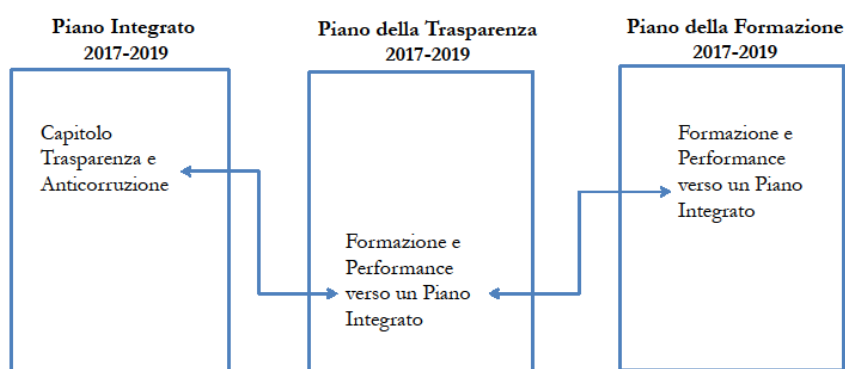 Piano Integrato
2017-2019
Piano della Trasparenza
2017-2019
Piano della Formazione
2017-2019
Capitolo
Trasparenza e
Anticorruzione
Formazione e
Performance
verso un Piano
Integrato
Formazione e
Performance
verso un Piano
Integrato